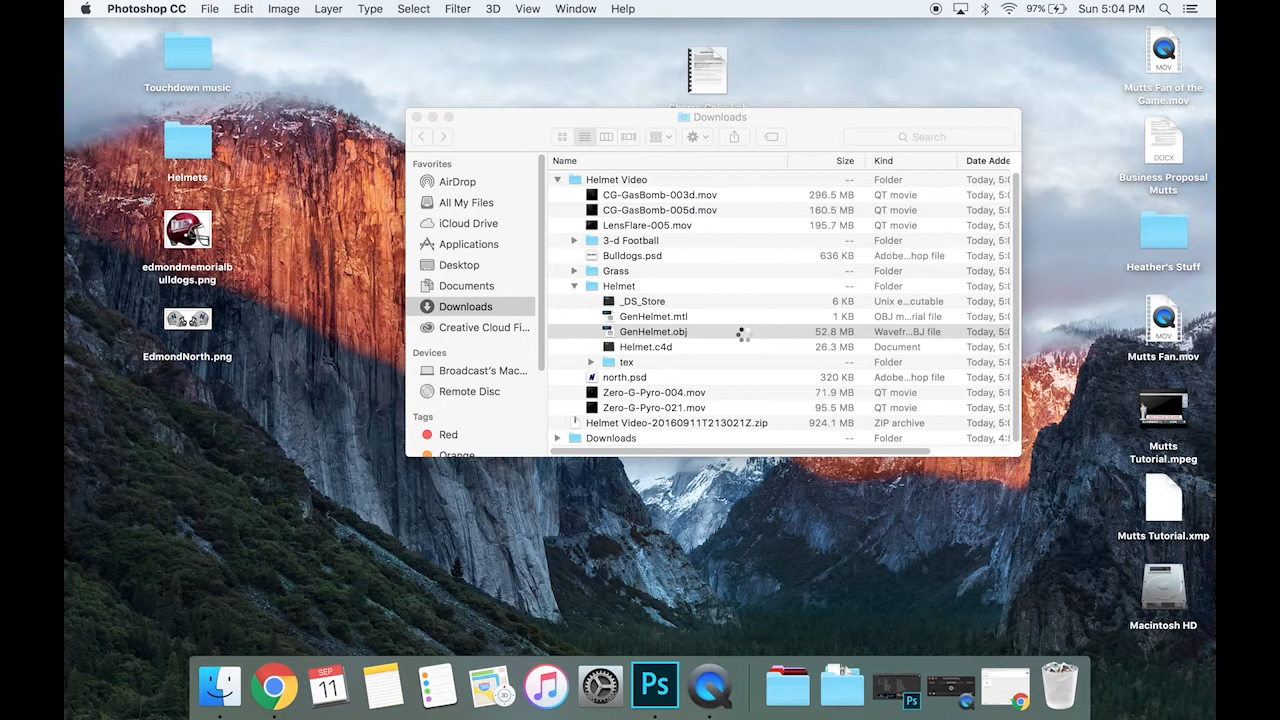 Photoshop CC File Edit Image Layer Type Select Filter 3D View Window Help 97% Sun 5:04 PM
Touchdown music
Helmets
edmondmemorialb
ulldogs.png
EdmondNorth.png
Downloads
Search
Favorites
AirDrop
All My Files
iCloud Drive
Applications
Desktop
Documents
Downloads
Creative Cloud Fi...
Devices
Broadcast's Mac...
Remote Disc
Tags
Red
Orange
Name Size Kind Date Adde
Helmet Video -- Folder Today, 5:0
CG-GasBomb-003d.mov 296.5 MB QT movie Today, 5:0
CG-GasBomb-005d.mov 160.5 MB QT movie Today, 5:0
LensFlare-005.mov 195.7 MB QT movie Today, 5:0
3-d Football -- Folder Today, 5:0
Bulldogs.psd 636 KB Adobe...hop file Today, 5:0
Grass -- Folder Today, 5:0
Helmet -- Folder Today, 5:0
_DS_Store 6 KB Unix e...cutable Today, 5:0
GenHelmet.mtl 1 KB OBJ m...rial file Today, 5:0
GenHelmet.obj 52.8 MB Wavefr...BJ file Today, 5:0
Helmet.c4d 26.3 MB Document Today, 5:0
tex -- Folder Today, 5:0
north.psd 320 KB Adobe...hop file Today, 5:0
Zero-G-Pyro-004.mov 71.9 MB QT movie Today, 5:0
Zero-G-Pyro-021.mov 95.5 MB QT movie Today, 5:0
Helmet Video-20160911T213021Z.zip 924.1 MB ZIP archive Today, 5:0
Downloads -- Folder Today, 4:5
MOV
Mutts Fan of the
Game.mov
DOCX
Business Proposal
Mutts
Heather's Stuff
MOV
Mutts Fan.mov
Mutts
Tutorial.mpeg
Mutts Tutorial.xmp
Macintosh HD
SEP
11
Ps
Ps